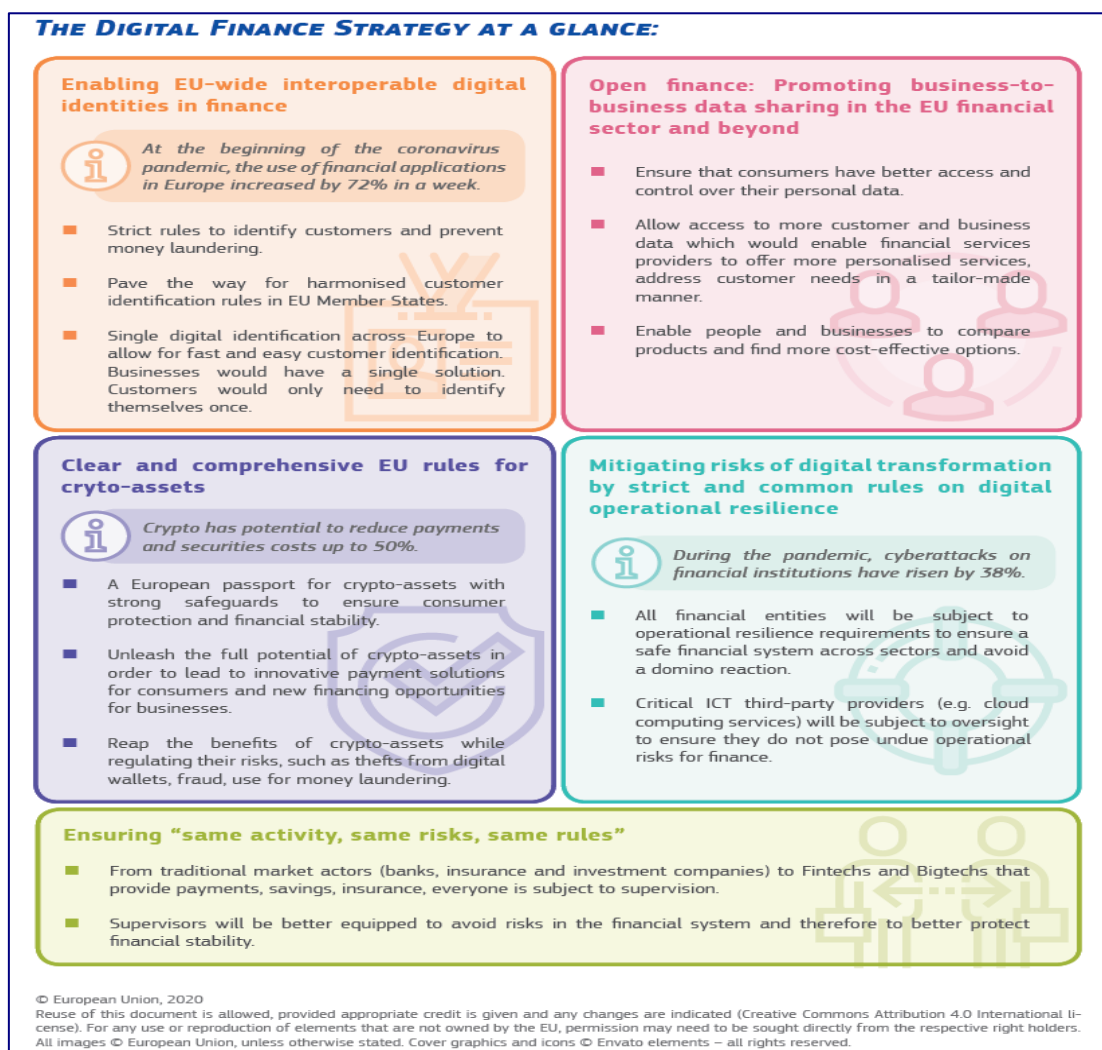 THE DIGITAL FINANCE STRATEGY AT A GLANCE:
Enabling EU-wide interoperable digital
identities in finance
At the beginning of the coronavirus
pandemic, the use of financial applications
in Europe increased by 72% in a week.
Strict rules to identify customers and prevent
money laundering.
Pave the way for harmonised customer
identification rules in EU Member States.
Single digital identification across Europe to
allow for fast and easy customer identification.
Businesses would have a single solution.
Customers would only need to identify
themselves once.
Open finance: Promoting business-to-
business data sharing in the EU financial
sector and beyond
Ensure that consumers have better access and
control over their personal data.
Allow access to more customer and business
data which would enable financial services
providers to offer more personalised services,
address customer needs in a tailor-made
manner.
Enable people and businesses to compare
products and find more cost-effective options.
Clear and comprehensive EU rules for
cryto-assets
Crypto has potential to reduce payments
and securities costs up to 50%.
A European passport for crypto-assets with
strong safeguards to ensure consumer
protection and financial stability.
Unleash the full potential of crypto-assets in
order to lead to innovative payment solutions
for consumers and new financing opportunities
for businesses.
Reap the benefits of crypto-assets while
regulating their risks, such as thefts from digital
wallets, fraud, use for money laundering.
Mitigating risks of digital transformation
by strict and common rules on digital
operational resilience
During the pandemic, cyberattacks on
financial institutions have risen by 38%.
All financial entities will be subject to
operational resilience requirements to ensure a
safe financial system across sectors and avoid
a domino reaction.
Critical ICT third-party providers (e.g. cloud
computing services) will be subject to oversight
to ensure they do not pose undue operational
risks for finance.
Ensuring “same activity, same risks, same rules”
From traditional market actors (banks, insurance and investment companies) to Fintechs and Bigtechs that
provide payments, savings, insurance, everyone is subject to supervision.
Supervisors will be better equipped to avoid risks in the financial system and therefore to better protect
financial stability.
© European Union, 2020
Reuse of this document is allowed, provided appropriate credit is given and any changes are indicated (Creative Commons Attribution 4.0 International li-
cense). For any use or reproduction of elements that are not owned by the EU, permission may need to be sought directly from the respective right holders.
All images © European Union, unless otherwise stated. Cover graphics and icons © Envato elements – all rights reserved.